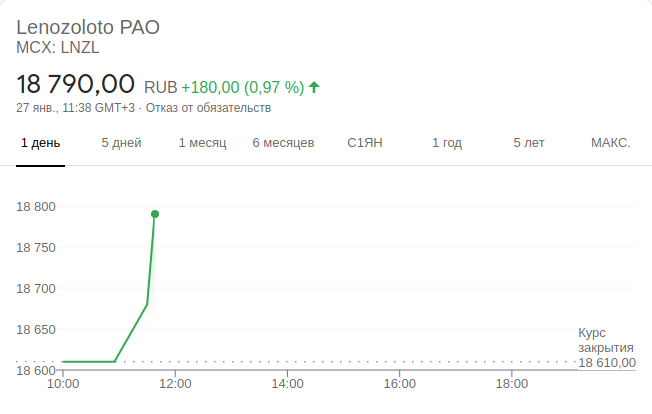 Lenozoloto PAO
MCX: LNZL
18 790,00 RUB +180,00 (0,97 %)
27 янв., 11:38 GMT+3 · Отказ от обязательств
1 день 5 дней 1 месяц 6 месяцев С1ЯН 1 год 5 лет МАКС.
18 800
18 750
18 700
18 650
18 600
Курс
закрытия
18 610,00
10:00 12:00 14:00 16:00 18:00